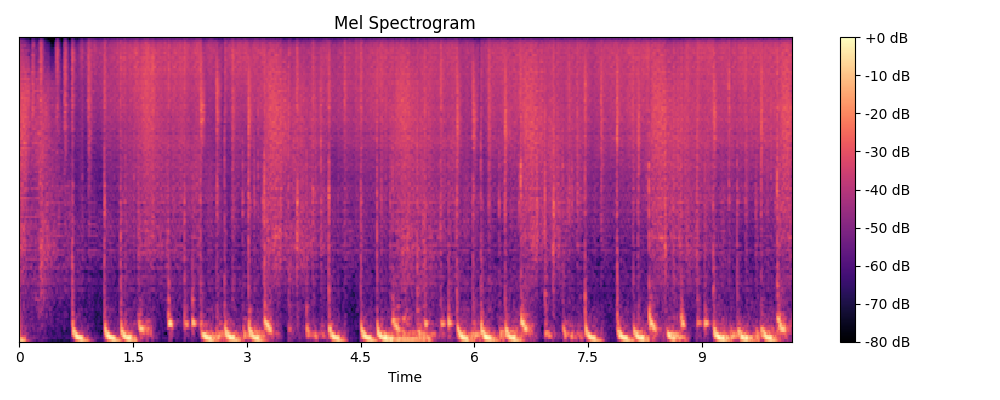 Mel Spectrogram
+0 dB
-10 dB
-20 dB
-30 dB
-40 dB
-50 dB
-60 dB
-70 dB
-80 dB
0 1.5 3 4.5 6 7.5 9
Time